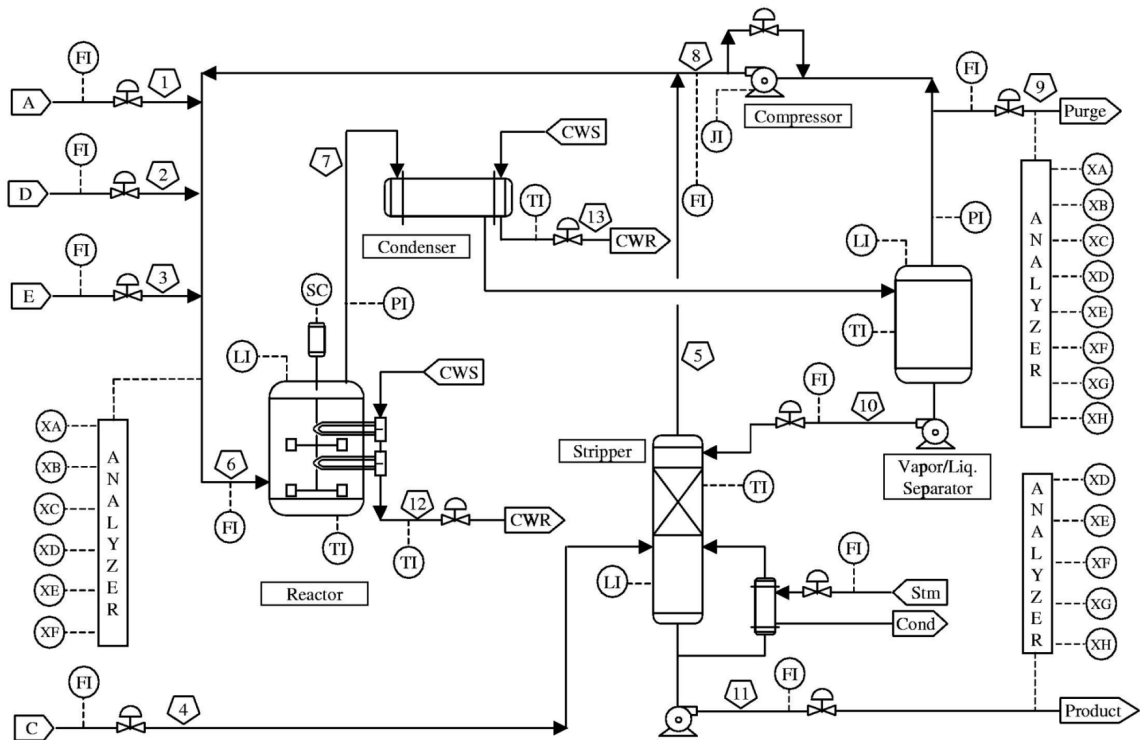 FI
8
FI
9
A
1
Purge
JI
Compressor
FI
D
2
7
CWS
TI
13
CWR
Condenser
FI
FI
E
3
SC
PI
LI
CWS
XA
XB
XC
XD
XE
XF
XG
XH
ANALYZER
PI
LI
TI
5
FI
10
Vapor/Liq.
Separator
Stripper
TI
XA
XB
XC
XD
XE
XF
ANALYZER
6
FI
TI
12
TI
CWR
Reactor
LI
FI
Stm
Cond
XD
XE
XF
XG
XH
ANALYZER
FI
C
4
11
FI
Product